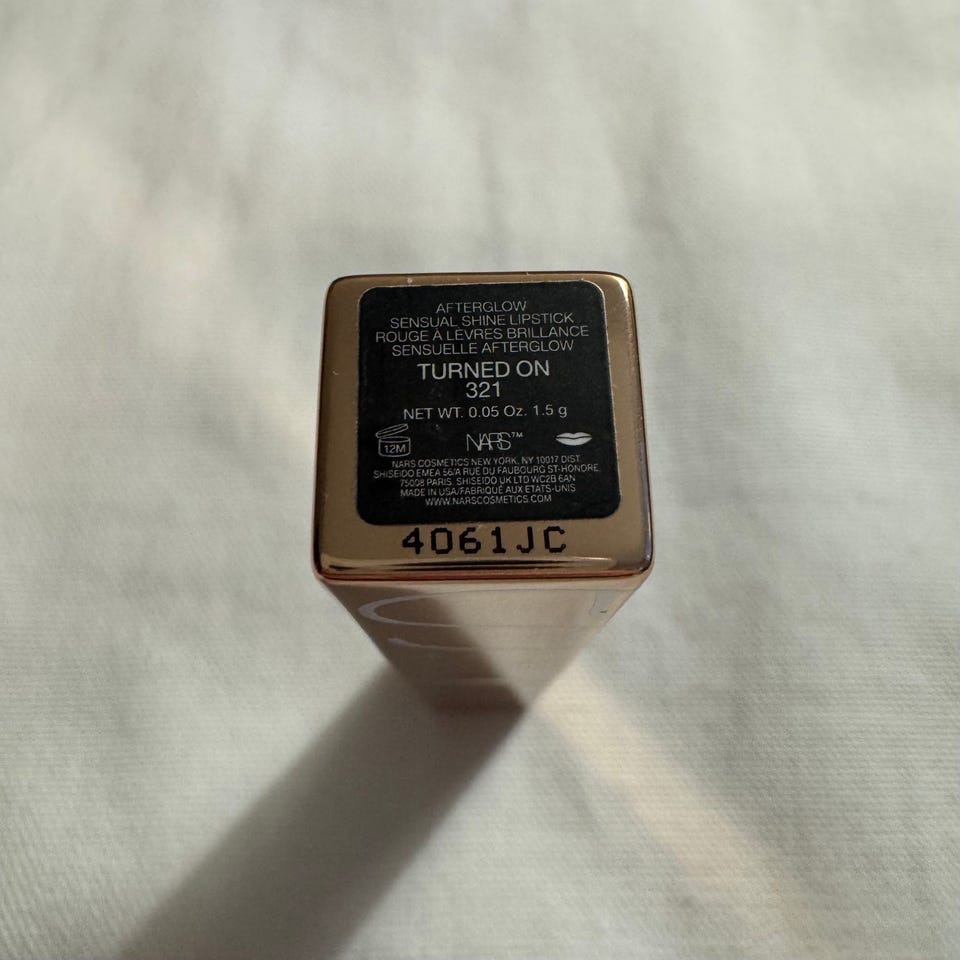 AFTERGLOW
SENSUAL SHINE LIPSTICK
ROUGE À LÈVRES BRILLANCE
SENSUELLE AFTERGLOW
TURNED ON
321
NET WT. 0.05 Oz. 1.5 g
12M NARS™
NARS COSMETICS NEW YORK, NY 10017 DIST.
SHISEIDO EMEA 56/A RUE DU FAUBOURG ST-HONORE,
75008 PARIS. SHISEIDO UK LTD WC2B 6AN
MADE IN USA/FABRIQUÉ AUX ETATS-UNIS
WWW.NARSCOSMETICS.COM
4061JC